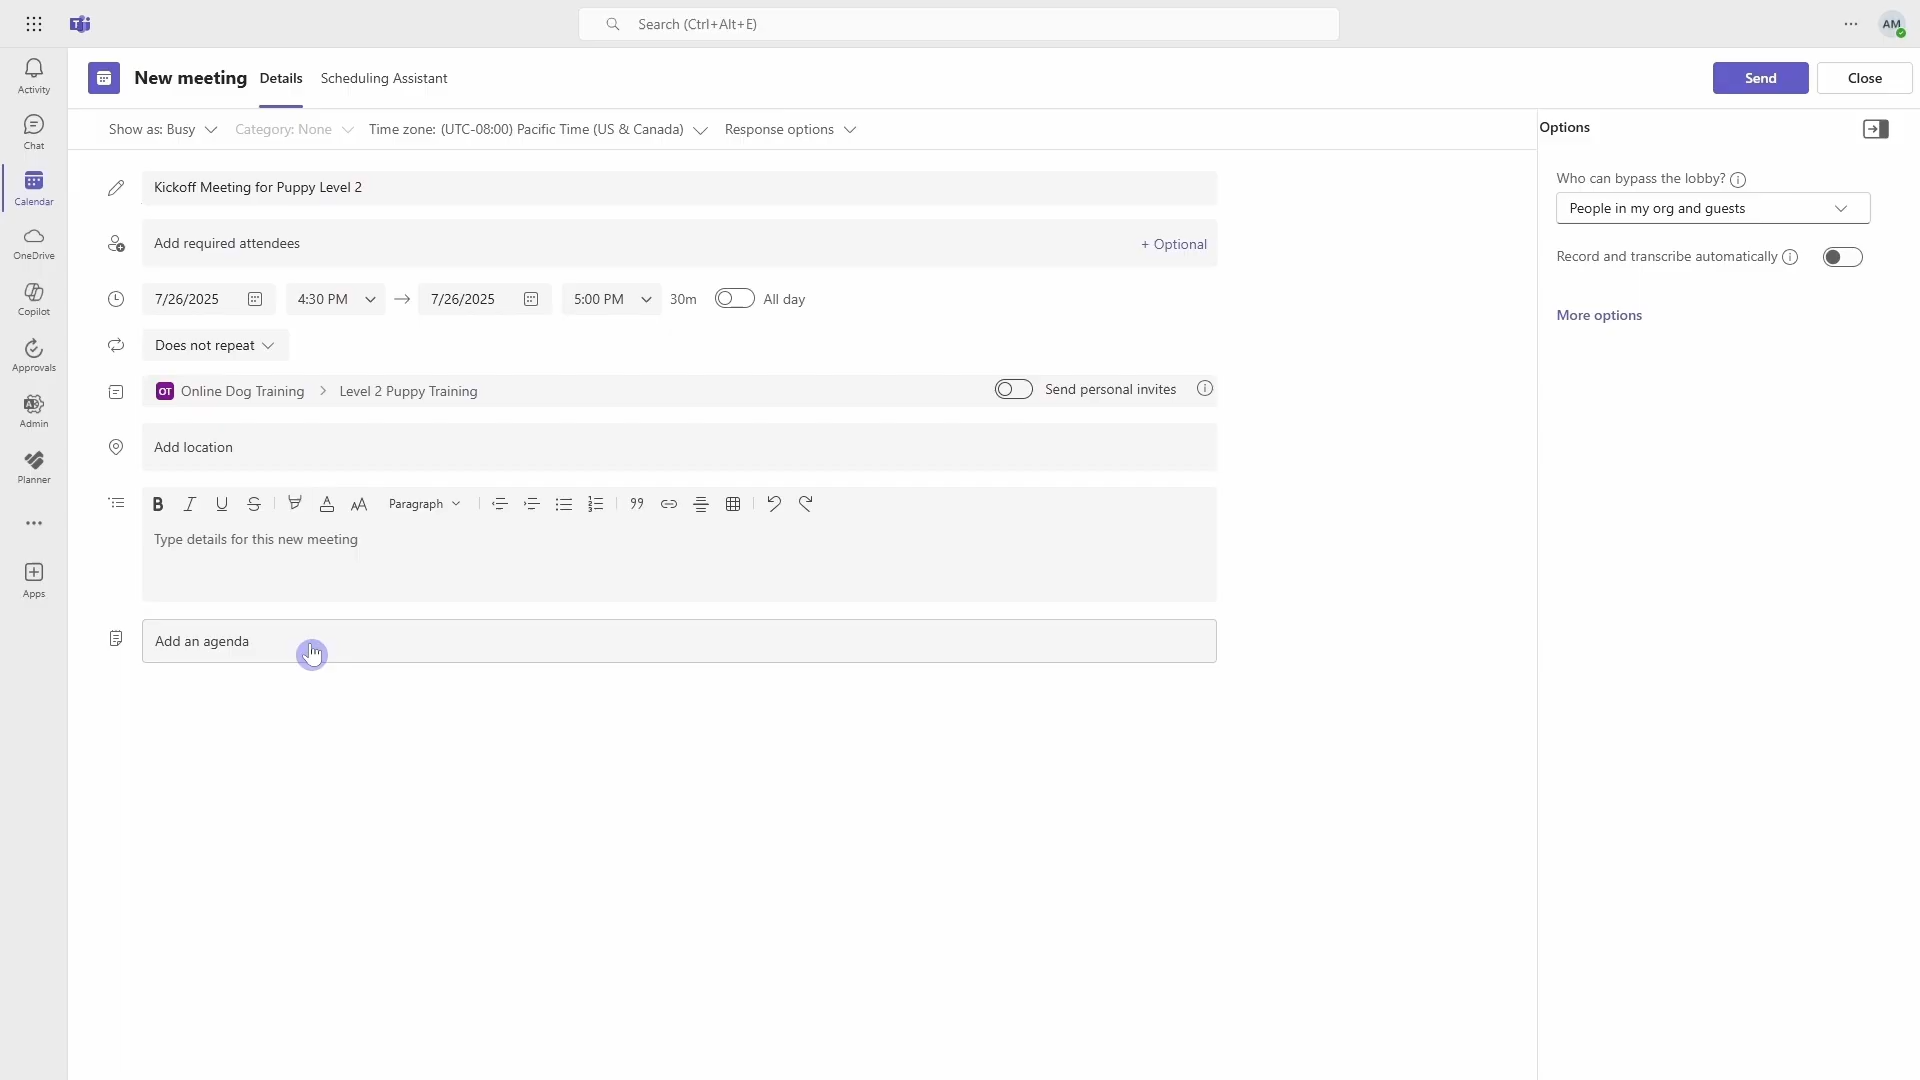 Search (Ctrl+Alt+E)
AM
Activity
Chat
Calendar
OneDrive
Copilot
Approvals
Admin
Planner
Apps
New meeting
Details
Scheduling Assistant
Send
Close
Show as: Busy
Category: None
Time zone: (UTC-08:00) Pacific Time (US & Canada)
Response options
Kickoff Meeting for Puppy Level 2
Add required attendees
+ Optional
7/26/2025
4:30 PM
7/26/2025
5:00 PM
30m
All day
Does not repeat
OT
Online Dog Training
Level 2 Puppy Training
Send personal invites
Add location
Paragraph
Type details for this new meeting
Add an agenda
Options
Who can bypass the lobby?
People in my org and guests
Record and transcribe automatically
More options